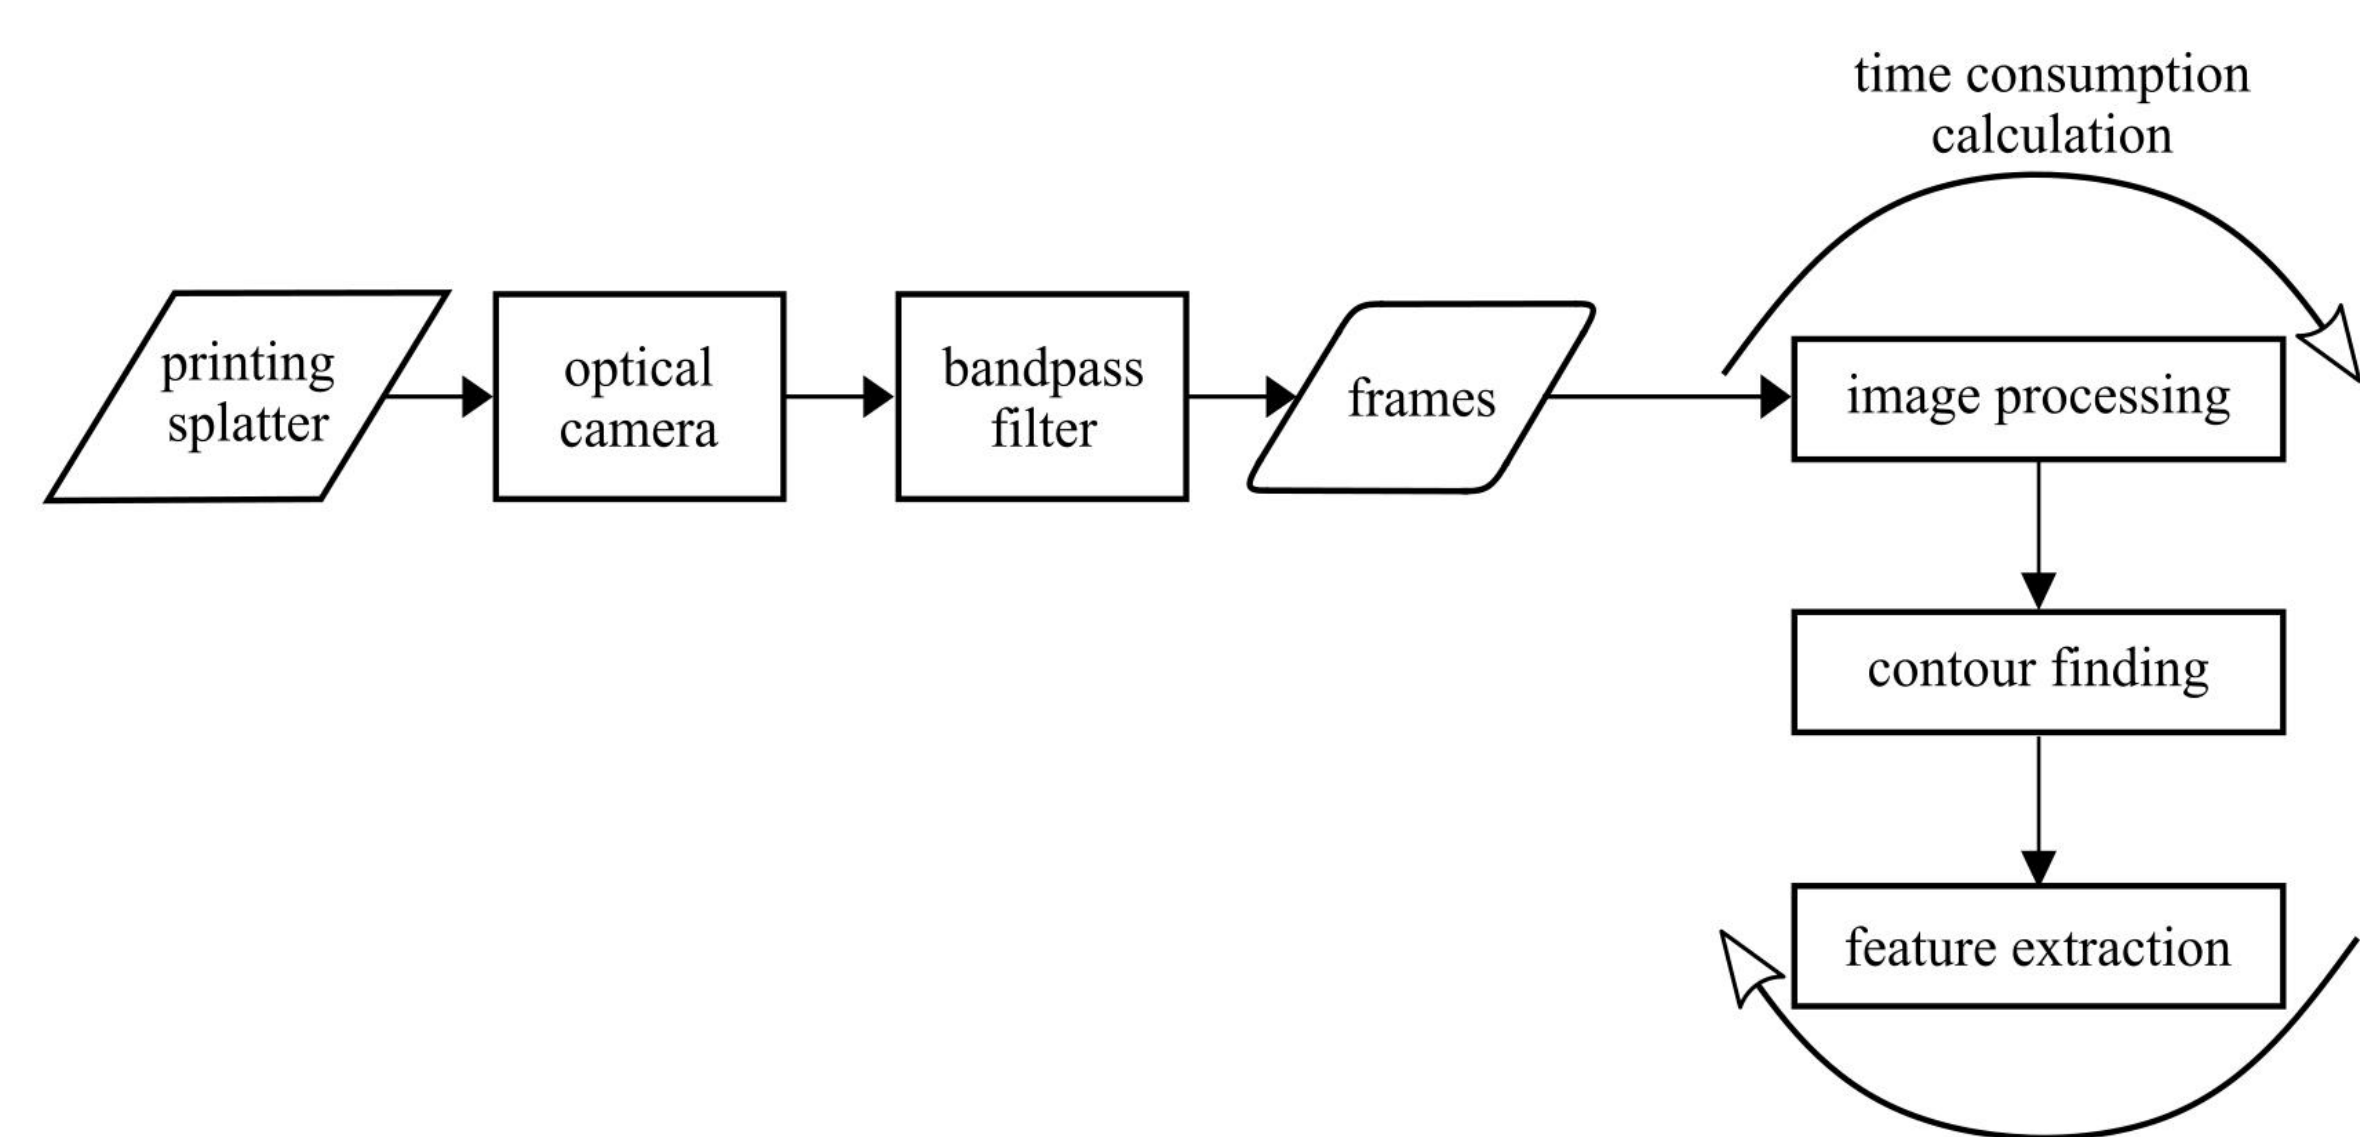 time consumption
calculation
printing
splatter
optical
camera
bandpass
filter
frames
image processing
contour finding
feature extraction